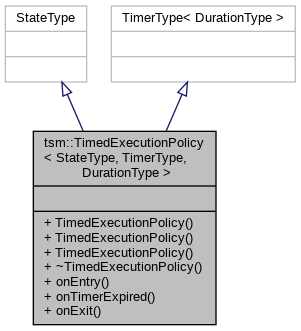 StateType
TimerType< DurationType >
tsm::TimedExecutionPolicy
< StateType, TimerType,
DurationType >
+ TimedExecutionPolicy()
+ TimedExecutionPolicy()
+ TimedExecutionPolicy()
+ ~TimedExecutionPolicy()
+ onEntry()
+ onTimerExpired()
+ onExit()